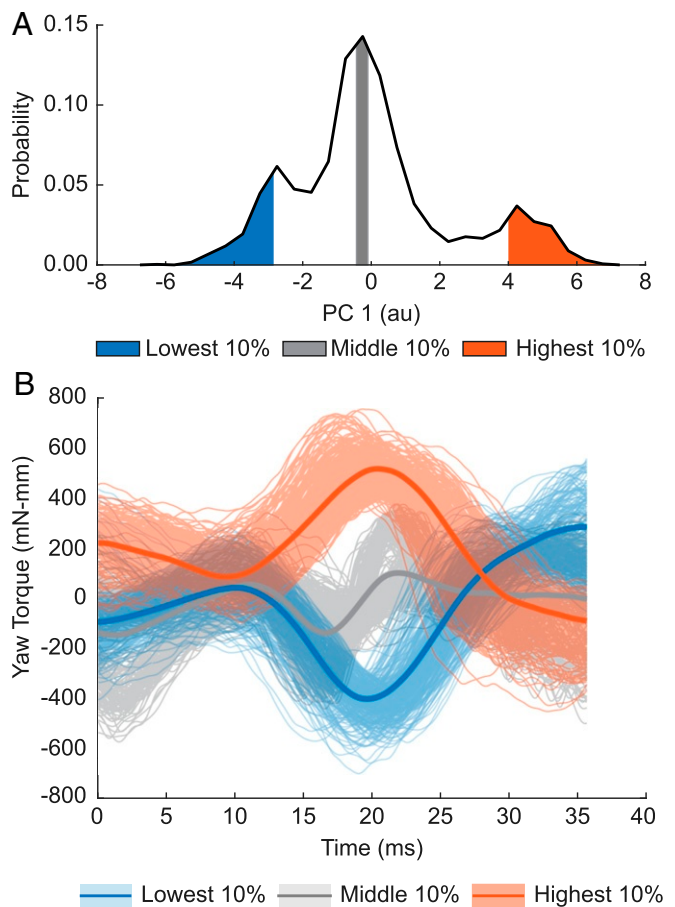 A
0.15
0.10
0.05
0.00
Probability
-8 -6 -4 -2 0 2 4 6 8
PC 1 (au)
Lowest 10% Middle 10% Highest 10%
B
800
600
400
200
0
-200
-400
-600
-800
Yaw Torque (mN-mm)
0 5 10 15 20 25 30 35 40
Time (ms)
Lowest 10% Middle 10% Highest 10%